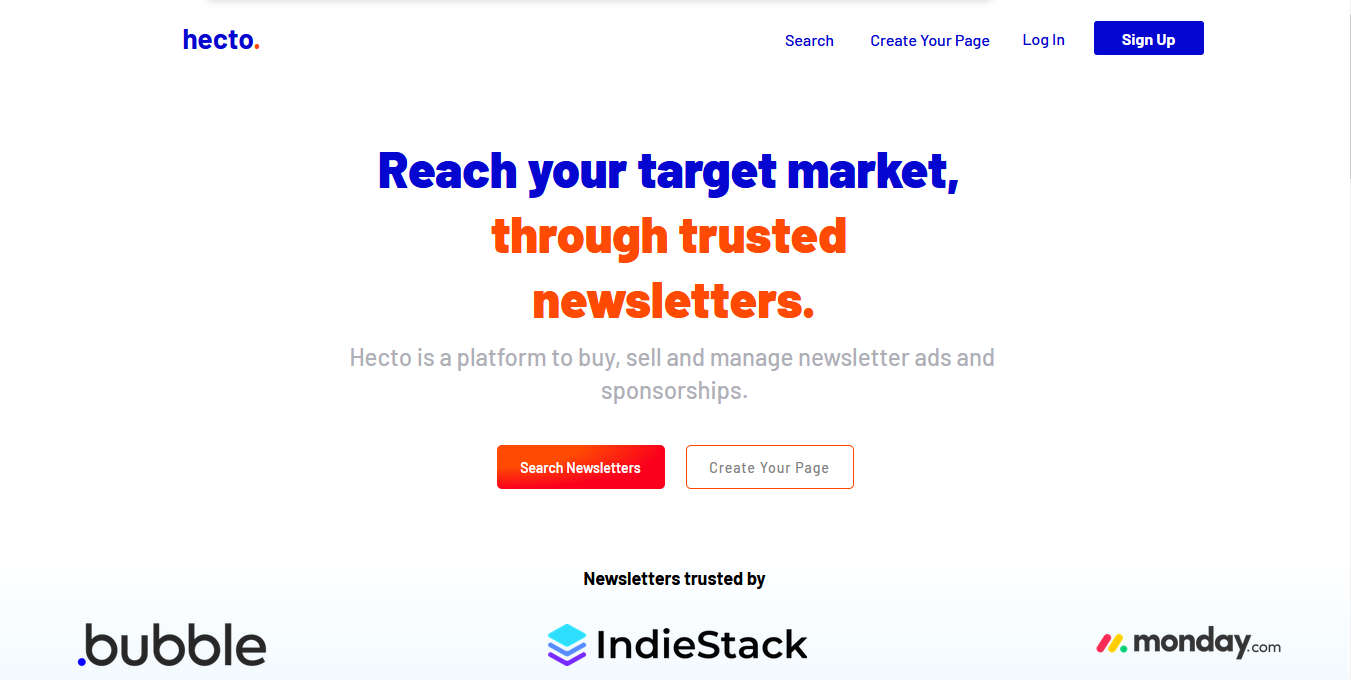 hecto.
Search
Create Your Page
Log In
Sign Up
Reach your target market,
through trusted
newsletters.
Hecto is a platform to buy, sell and manage newsletter ads and
sponsorships.
Search Newsletters
Create Your Page
Newsletters trusted by
.bubble
IndieStack
monday.com